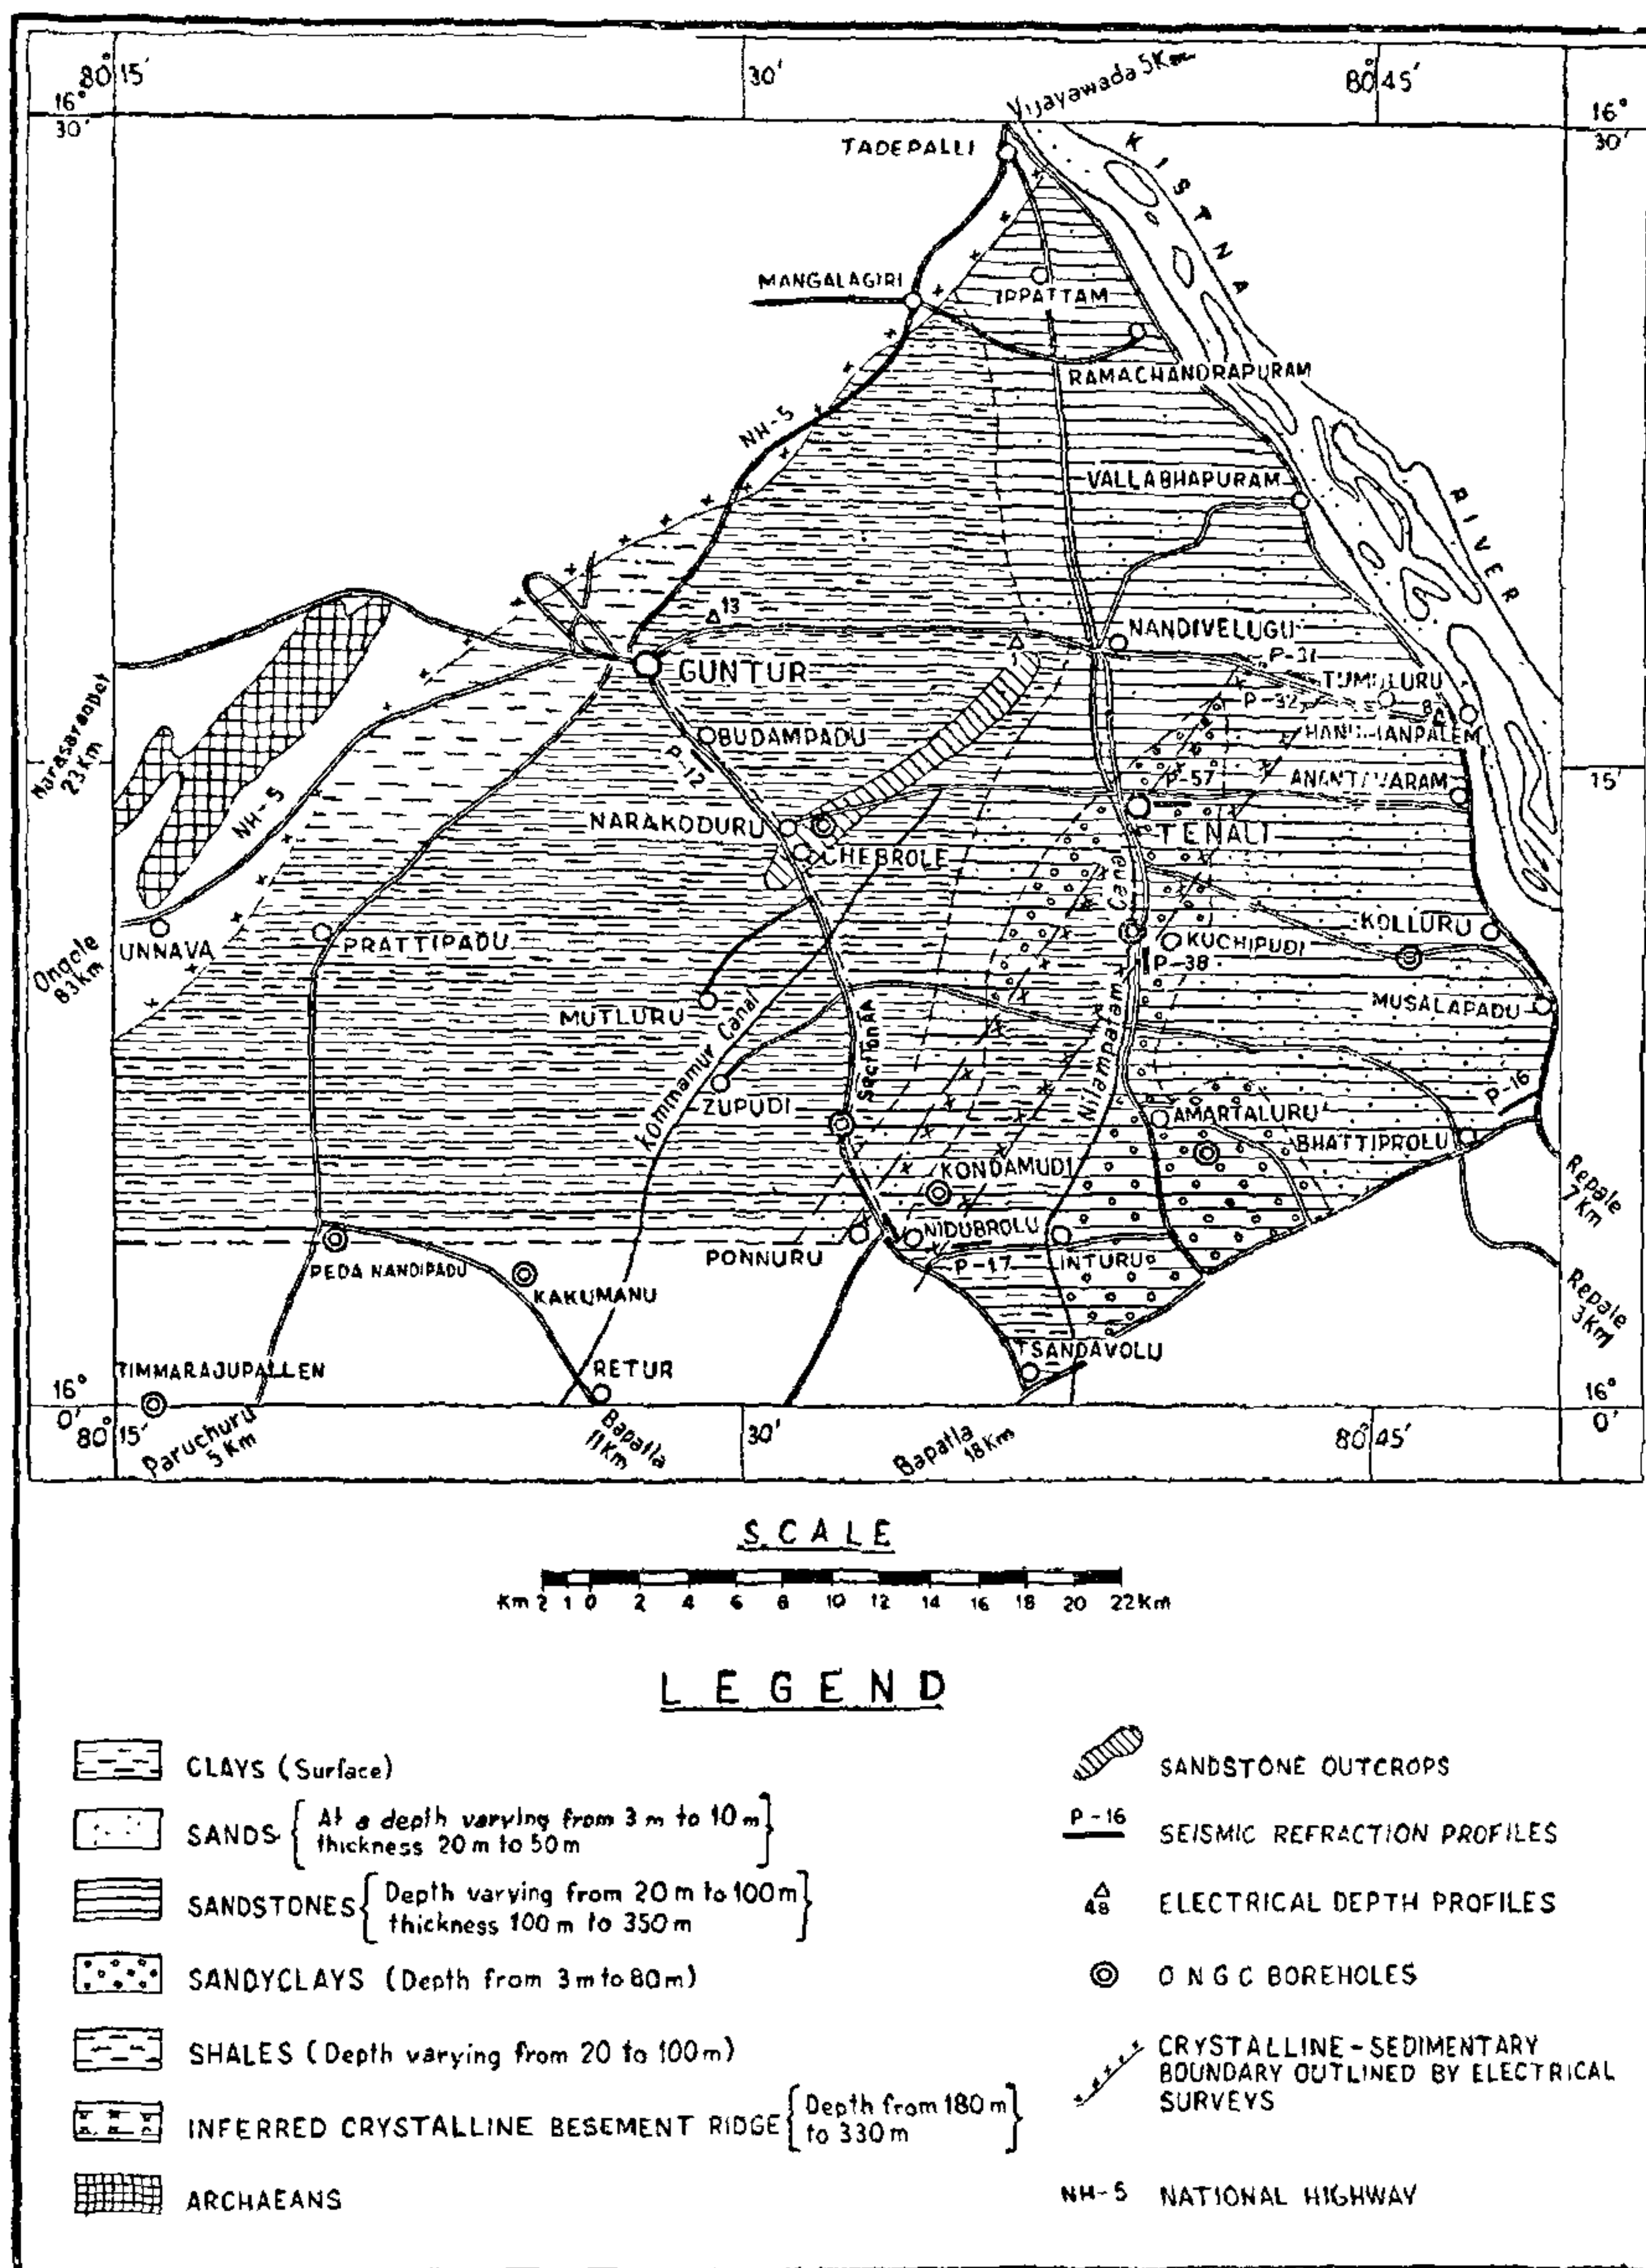 80° 15'
30'
80° 45'
16° 30'
16° 30'
Vijayawada 5Km
TADEPALLI
KISTNA
MANGALAGIRI
IPPATTAM
RAMACHANDRAPURAM
NH-5
VALLABHAPURAM
RIVER
13
NANDIVELUGU
GUNTUR
P-31
TUMULURU
P-32
8
BUDAMPADU
HANUMANPALEM
Narasaraopet
23Km
P-12
P-57
ANANTAVARAM
15'
NH-5
NARAKODURU
TENALI
CHEBROLE
KOLLURU
UNNAVA
PRATTIPADU
KUCHIPUDI
Ongole
83km
P-38
MUTLURU
MUSALAPADU
Kommamur Canal
Section AA
Nilampatam Canal
ZUPUDI
P-16
AMARTALURU
BHATTIPROLU
KONDAMUDI
Repale
7Km
NIDUBROLU
PONNURU
P-17
INTURU
PEDA NANDIPADU
KAKUMANU
Repale
3Km
TSANDAVOLU
TIMMARAJUPALLEN
RETUR
16° 0'
16° 0'
80° 15'
Paruchuru
5 Km
Bapatla
11Km
30'
Bapatla
18Km
80° 45'
SCALE
Km 2 1 0 2 4 6 8 10 12 14 16 18 20 22Km
LEGEND
CLAYS (Surface)
SANDS { At a depth varying from 3 m to 10 m }
thickness 20 m to 50 m
SANDSTONES { Depth varying from 20 m to 100 m }
thickness 100 m to 350 m
SANDYCLAYS (Depth from 3 m to 80 m)
SHALES (Depth varying from 20 to 100 m)
INFERRED CRYSTALLINE BESEMENT RIDGE { Depth from 180 m }
to 330 m
ARCHAEANS
SANDSTONE OUTCROPS
P-16 SEISMIC REFRACTION PROFILES
48 ELECTRICAL DEPTH PROFILES
O N G C BOREHOLES
CRYSTALLINE-SEDIMENTARY
BOUNDARY OUTLINED BY ELECTRICAL
SURVEYS
NH-5 NATIONAL HIGHWAY